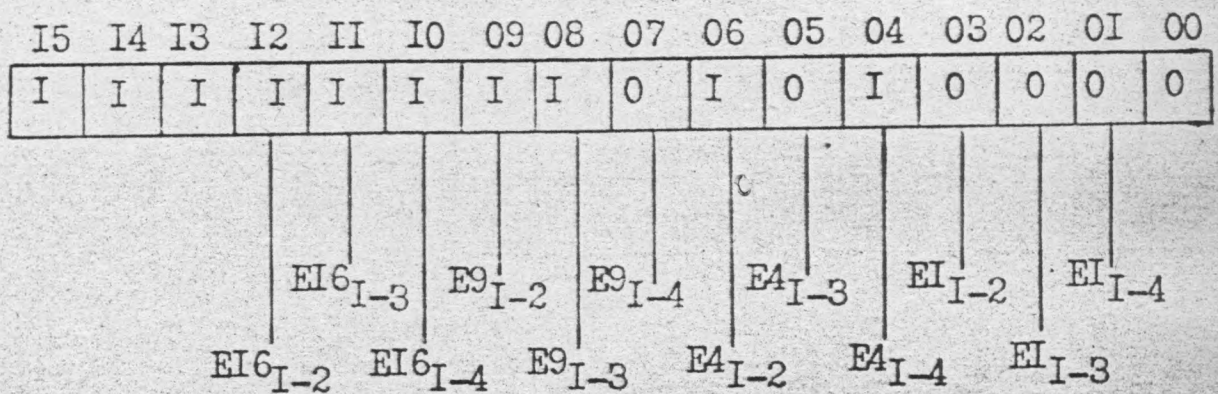 I5 I4 I3 I2 II I0 09 08 07 06 05 04 03 02 0I 00
I I I I I I I I 0 I 0 I 0 0 0 0
EI6I-3 E9I-2 E9I-4 E4I-3 EII-2 EII-4
EI6I-2 EI6I-4 E9I-3 E4I-2 E4I-4 EII-3